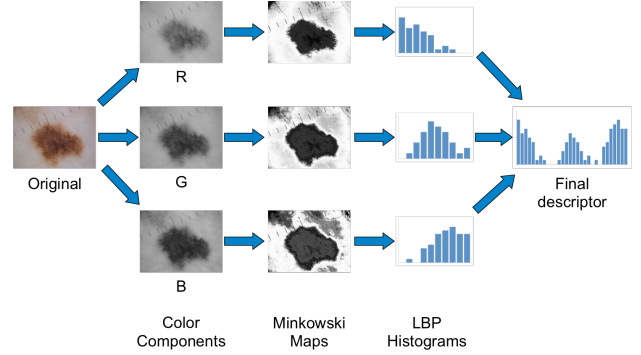 R
Original
G
Final
descriptor
B
Color
Components
Minkowski
Maps
LBP
Histograms